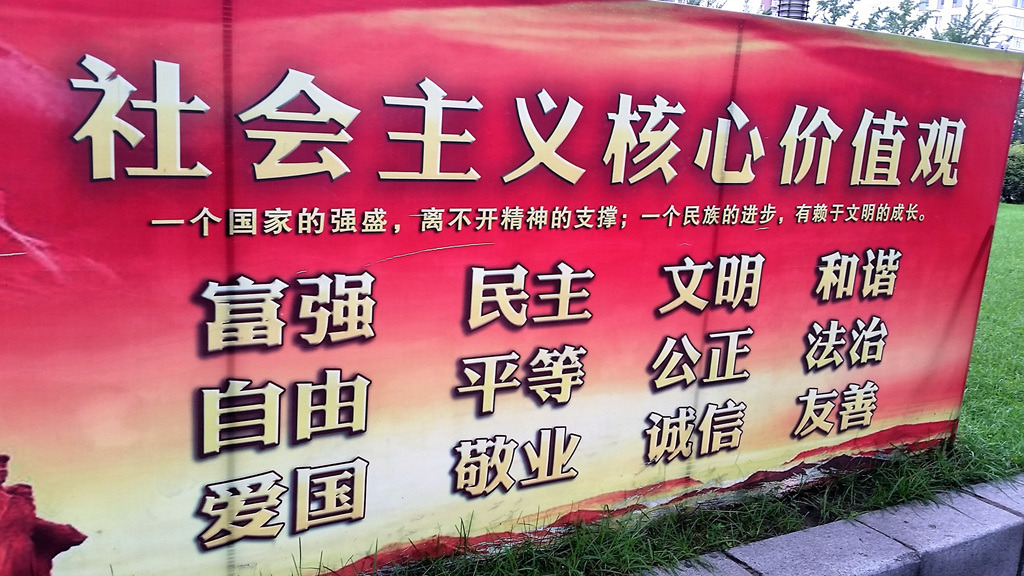 社会主义核心价值观
一个国家的强盛，离不开精神的支撑；一个民族的进步，有赖于文明的成长。
富强 民主 文明 和谐
自由 平等 公正 法治
爱国 敬业 诚信 友善